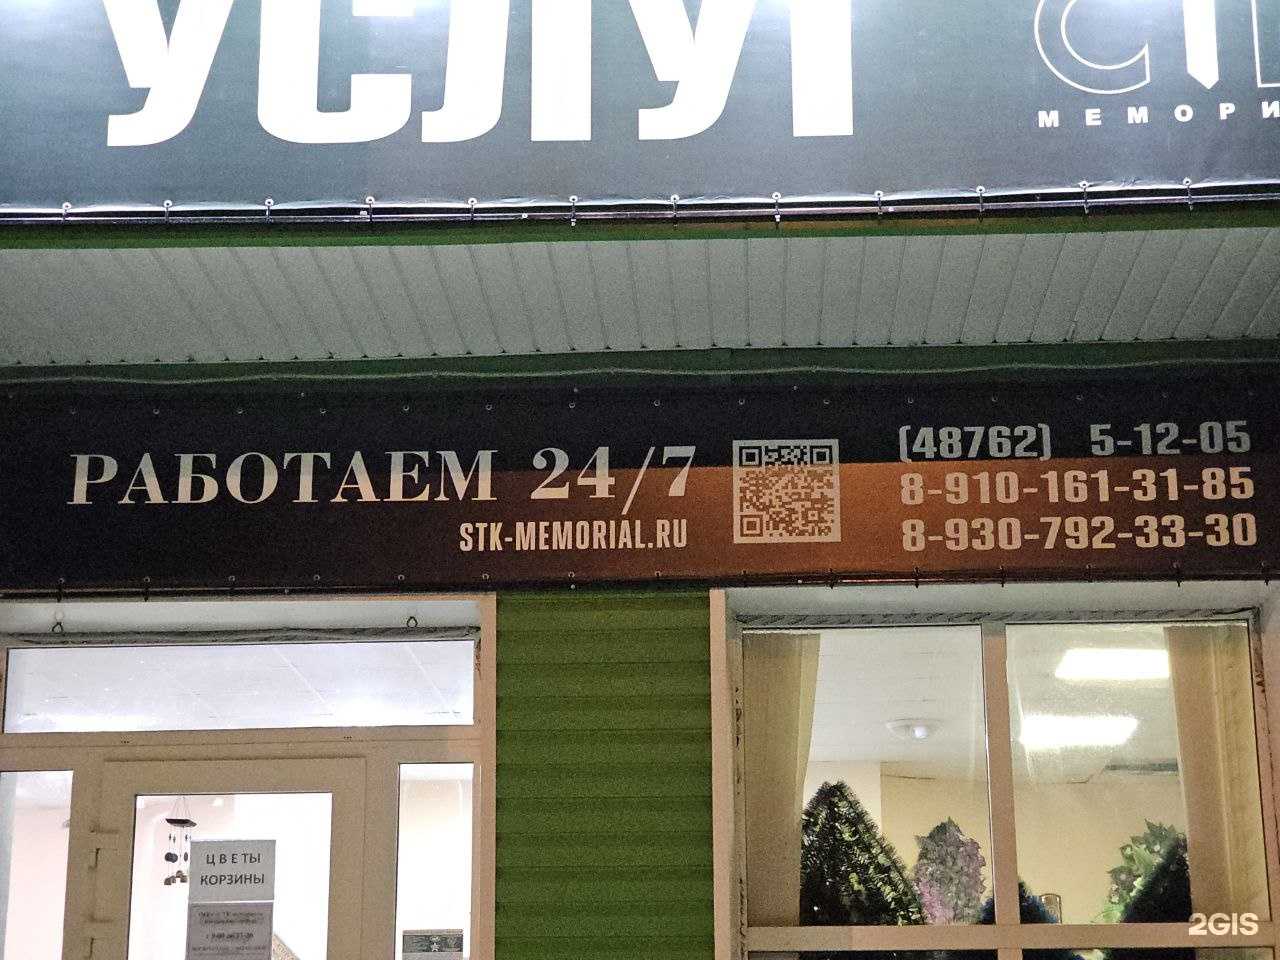 УСЛУГ
МЕМОРИ
РАБОТАЕМ 24/7
STK-MEMORIAL.RU
(48762) 5-12-05
8-910-161-31-85
8-930-792-33-30
ЦВЕТЫ
КОРЗИНЫ
2GIS